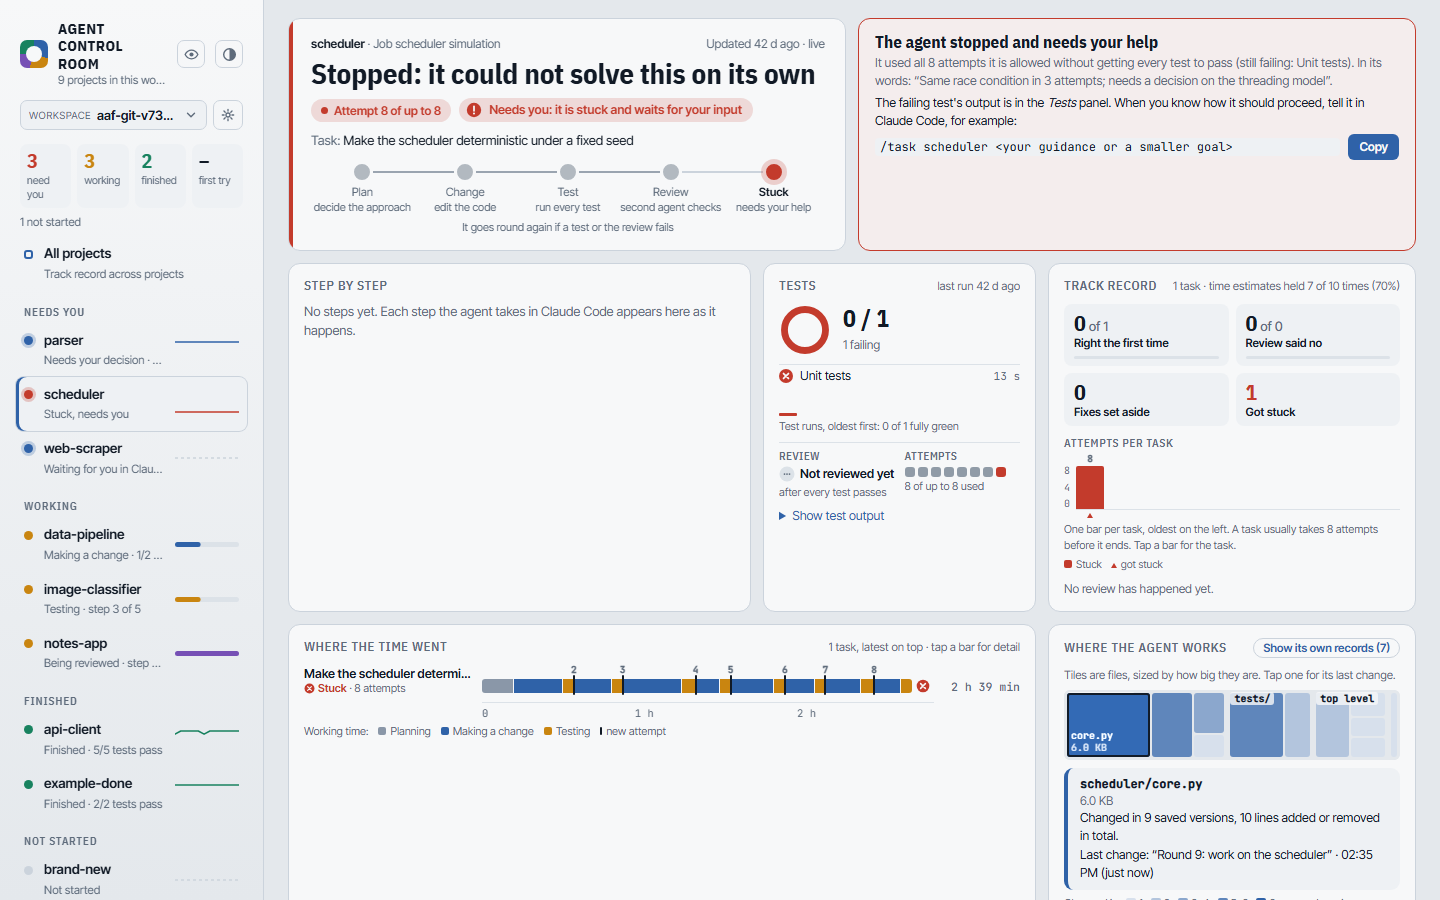 AGENT
CONTROL
ROOM
9 projects in this wo...
WORKSPACE aaf-git-v73...
3
need
you
3
working
2
finished
–
first try
1 not started
All projects
Track record across projects
NEEDS YOU
parser
Needs your decision · ...
scheduler
Stuck, needs you
web-scraper
Waiting for you in Clau...
WORKING
data-pipeline
Making a change · 1/2 ...
image-classifier
Testing · step 3 of 5
notes-app
Being reviewed · step ...
FINISHED
api-client
Finished · 5/5 tests pass
example-done
Finished · 2/2 tests pass
NOT STARTED
brand-new
Not started
scheduler · Job scheduler simulation
Updated 42 d ago · live
Stopped: it could not solve this on its own
Attempt 8 of up to 8
Needs you: it is stuck and waits for your input
Task: Make the scheduler deterministic under a fixed seed
Plan
decide the approach
Change
edit the code
Test
run every test
Review
second agent checks
Stuck
needs your help
It goes round again if a test or the review fails
The agent stopped and needs your help
It used all 8 attempts it is allowed without getting every test to pass (still failing: Unit tests). In its
words: “Same race condition in 3 attempts; needs a decision on the threading model”.
The failing test's output is in the Tests panel. When you know how it should proceed, tell it in
Claude Code, for example:
/task scheduler <your guidance or a smaller goal>
Copy
STEP BY STEP
No steps yet. Each step the agent takes in Claude Code appears here as it
happens.
TESTS
last run 42 d ago
0 / 1
1 failing
Unit tests
13 s
Test runs, oldest first: 0 of 1 fully green
REVIEW
Not reviewed yet
after every test passes
ATTEMPTS
8 of up to 8 used
Show test output
TRACK RECORD
1 task · time estimates held 7 of 10 times (70%)
0 of 1
Right the first time
0 of 0
Review said no
0
Fixes set aside
1
Got stuck
ATTEMPTS PER TASK
8
8
4
0
One bar per task, oldest on the left. A task usually takes 8 attempts
before it ends. Tap a bar for the task.
Stuck
got stuck
No review has happened yet.
WHERE THE TIME WENT
1 task, latest on top · tap a bar for detail
Make the scheduler determi...
Stuck · 8 attempts
2 3 4 5 6 7 8
2 h 39 min
0 1 h 2 h
Working time: Planning Making a change Testing new attempt
WHERE THE AGENT WORKS
Show its own records (7)
Tiles are files, sized by how big they are. Tap one for its last change.
tests/
top level
core.py
6.0 KB
scheduler/core.py
6.0 KB
Changed in 9 saved versions, 10 lines added or removed
in total.
Last change: “Round 9: work on the scheduler” · 02:35
PM (just now)